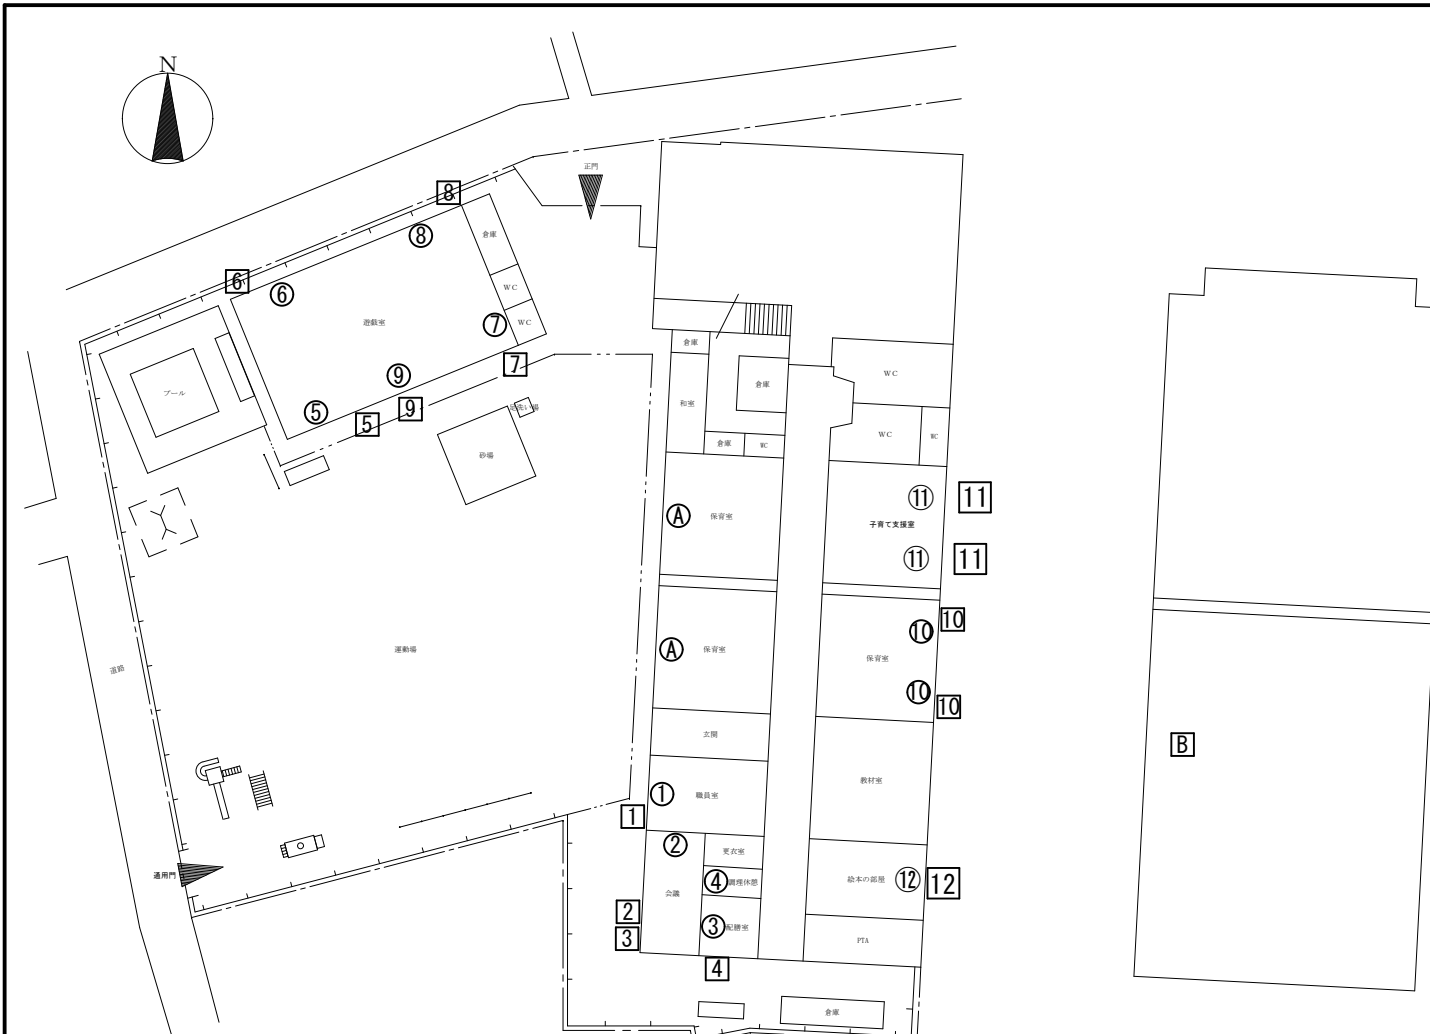 N
正門
8
倉庫
8
6
6
WC
遊戯室
7
WC
倉庫
7
WC
プール
9
倉庫
和室
5
9
足洗い場
5
倉庫
WC
WC
WC
砂場
11
11
A
保育室
子育て支援室
11
11
10
10
A
保育室
保育室
運動場
道路
10
10
玄関
B
教材室
1
職員室
1
2
更衣室
通用門
4
調理休憩
絵本の部屋
12
12
会議
2
3
配膳室
3
PTA
4
倉庫